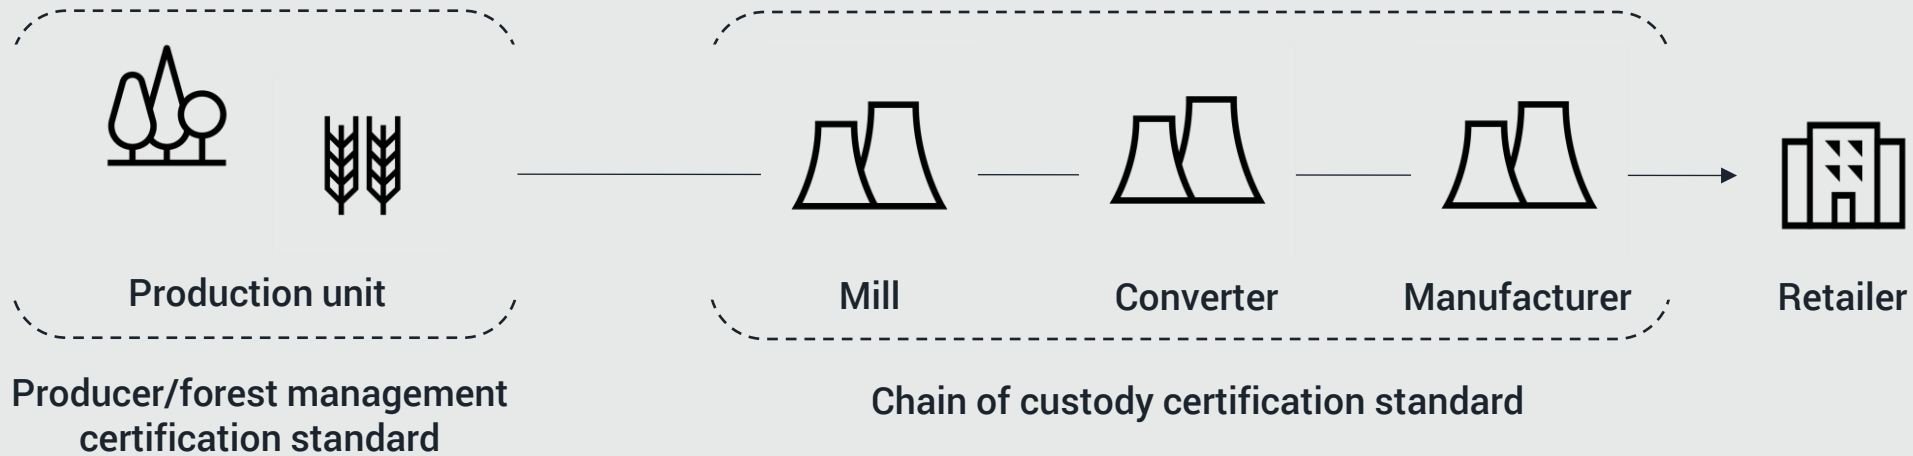 Production unit
Mill
Converter
Manufacturer
Retailer
Producer/forest management
certification standard
Chain of custody certification standard